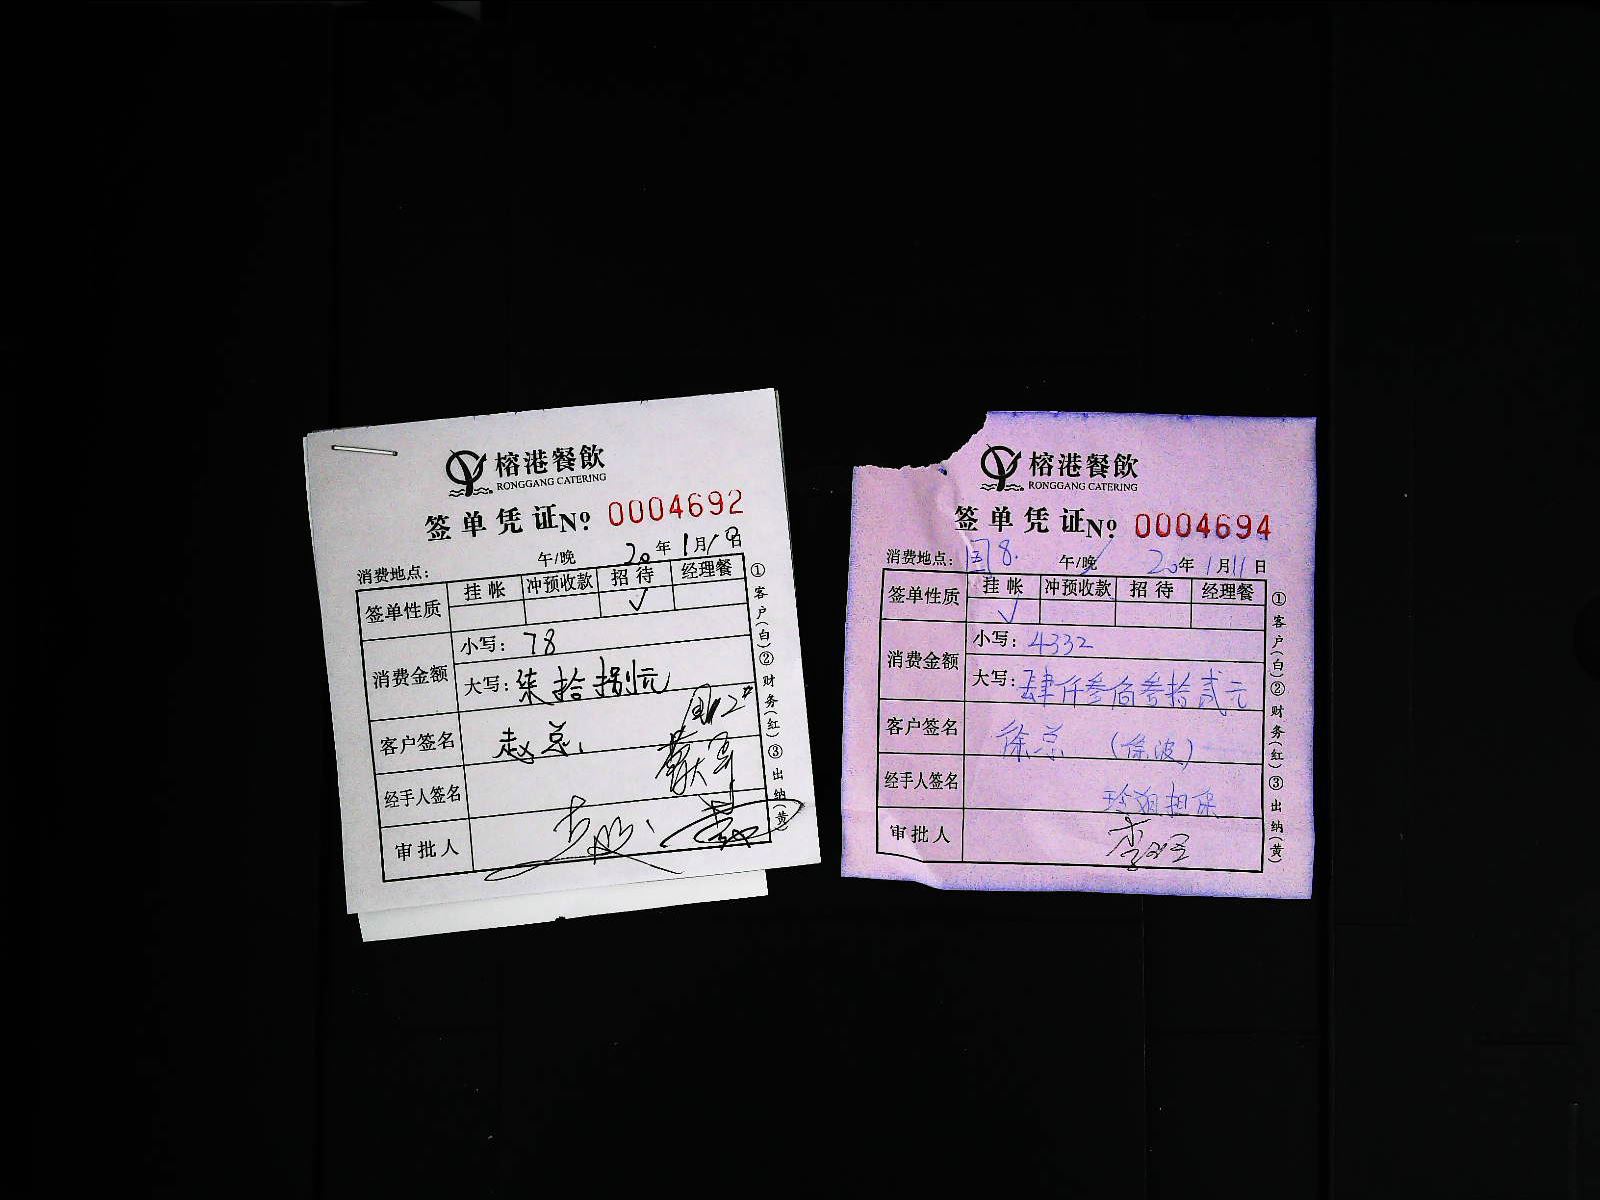 榕港餐飲
RONGGANG CATERING
签单凭证 No 0004692
午/晚 20年1月10日
消费地点:
签单性质 挂帐 冲预收款 招待 经理餐
√
消费金额 小写: 78
大写: 柒拾捌元
客户签名 赵总
经手人签名
审批人
①客户(白)②财务(红)③出纳(黄)
榕港餐飲
RONGGANG CATERING
签单凭证 No 0004694
消费地点: 国8. 午/晚 20年1月11日
签单性质 挂帐 冲预收款 招待 经理餐
√
消费金额 小写: 4332
大写: 肆仟叁佰叁拾贰元
客户签名 徐总 (徐波)
经手人签名 担保
审批人
①客户(白)②财务(红)③出纳(黄)